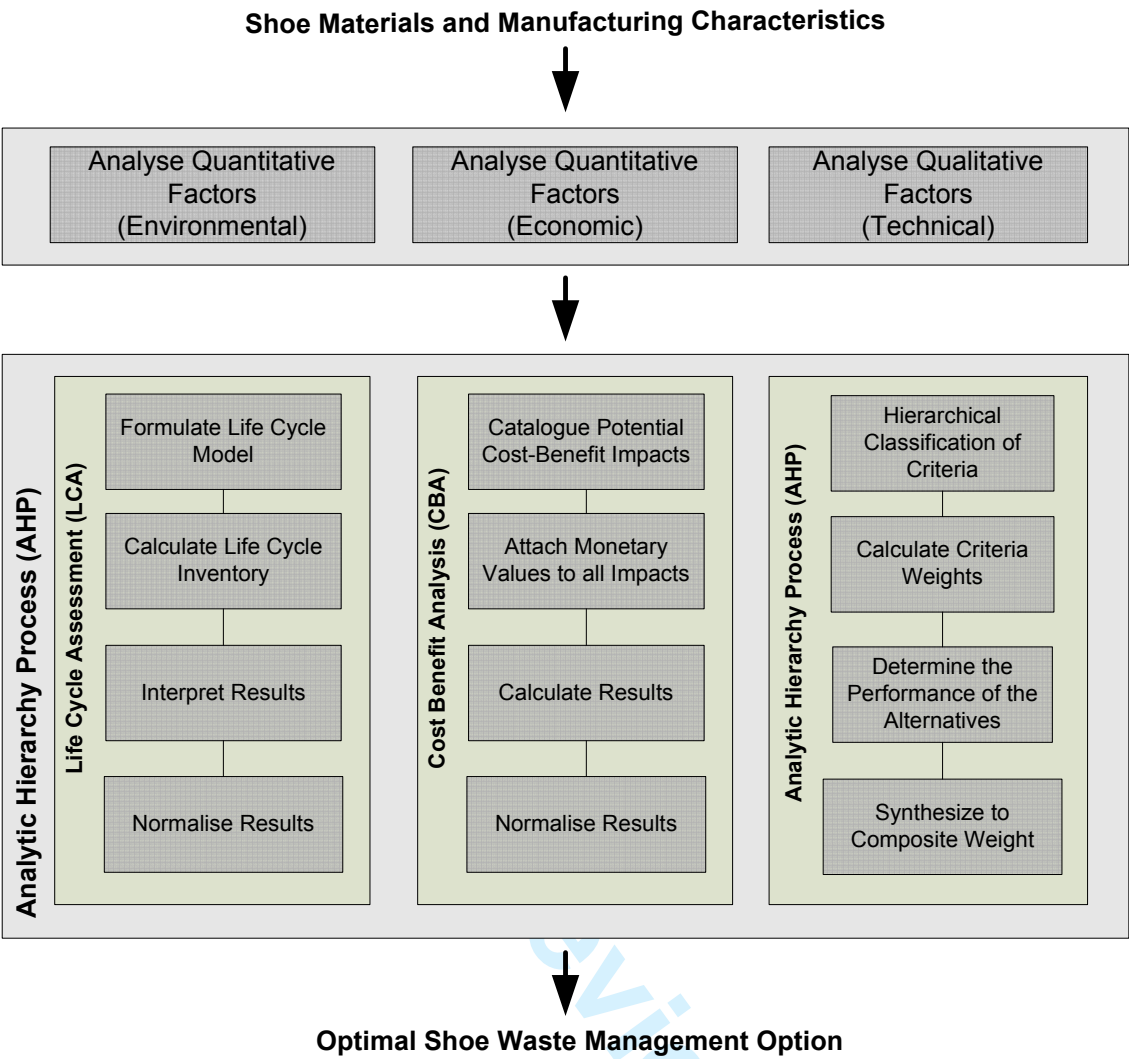 Shoe Materials and Manufacturing Characteristics
Analyse Quantitative
Factors
(Environmental)
Analyse Quantitative
Factors
(Economic)
Analyse Qualitative
Factors
(Technical)
Analytic Hierarchy Process (AHP)
Life Cycle Assessment (LCA)
Formulate Life Cycle
Model
Calculate Life Cycle
Inventory
Interpret Results
Normalise Results
Cost Benefit Analysis (CBA)
Catalogue Potential
Cost-Benefit Impacts
Attach Monetary
Values to all Impacts
Calculate Results
Normalise Results
Analytic Hierarchy Process (AHP)
Hierarchical
Classification of
Criteria
Calculate Criteria
Weights
Determine the
Performance of the
Alternatives
Synthesize to
Composite Weight
Optimal Shoe Waste Management Option